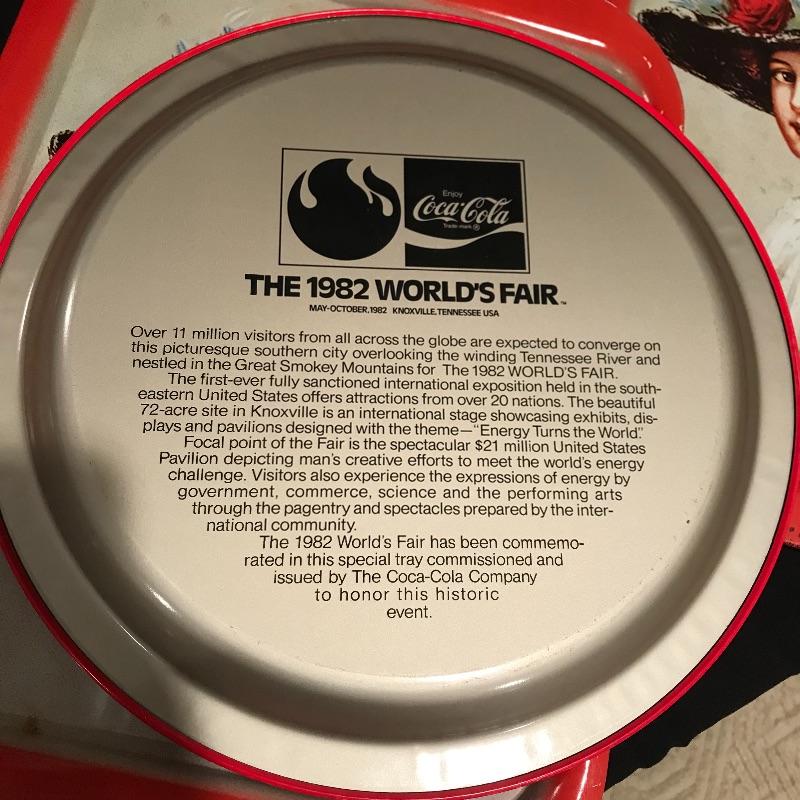 Enjoy
Coca-Cola
Trade-mark ®
THE 1982 WORLD'S FAIR™
MAY-OCTOBER, 1982 KNOXVILLE, TENNESSEE USA
Over 11 million visitors from all across the globe are expected to converge on
this picturesque southern city overlooking the winding Tennessee River and
nestled in the Great Smokey Mountains for The 1982 WORLD'S FAIR.
The first-ever fully sanctioned international exposition held in the south-
eastern United States offers attractions from over 20 nations. The beautiful
72-acre site in Knoxville is an international stage showcasing exhibits, dis-
plays and pavilions designed with the theme—"Energy Turns the World."
Focal point of the Fair is the spectacular $21 million United States
Pavilion depicting man's creative efforts to meet the world's energy
challenge. Visitors also experience the expressions of energy by
government, commerce, science and the performing arts
through the pagentry and spectacles prepared by the inter-
national community.
The 1982 World's Fair has been commemo-
rated in this special tray commissioned and
issued by The Coca-Cola Company
to honor this historic
event.